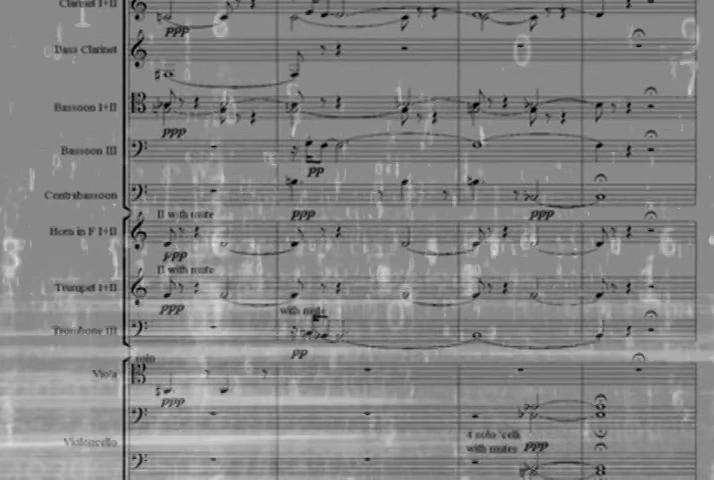 Clarinet I+II
ppp
Bass Clarinet
Bassoon I+II
ppp
Bassoon III
pp
Contrabassoon
ppp
ppp
II with mute
Horn in F I+II
ppp
II with mute
Trumpet I+II
ppp
with mute
Trombone III
pp
solo
Viola
ppp
4 solo 'celli
with mutes
ppp
Violoncello